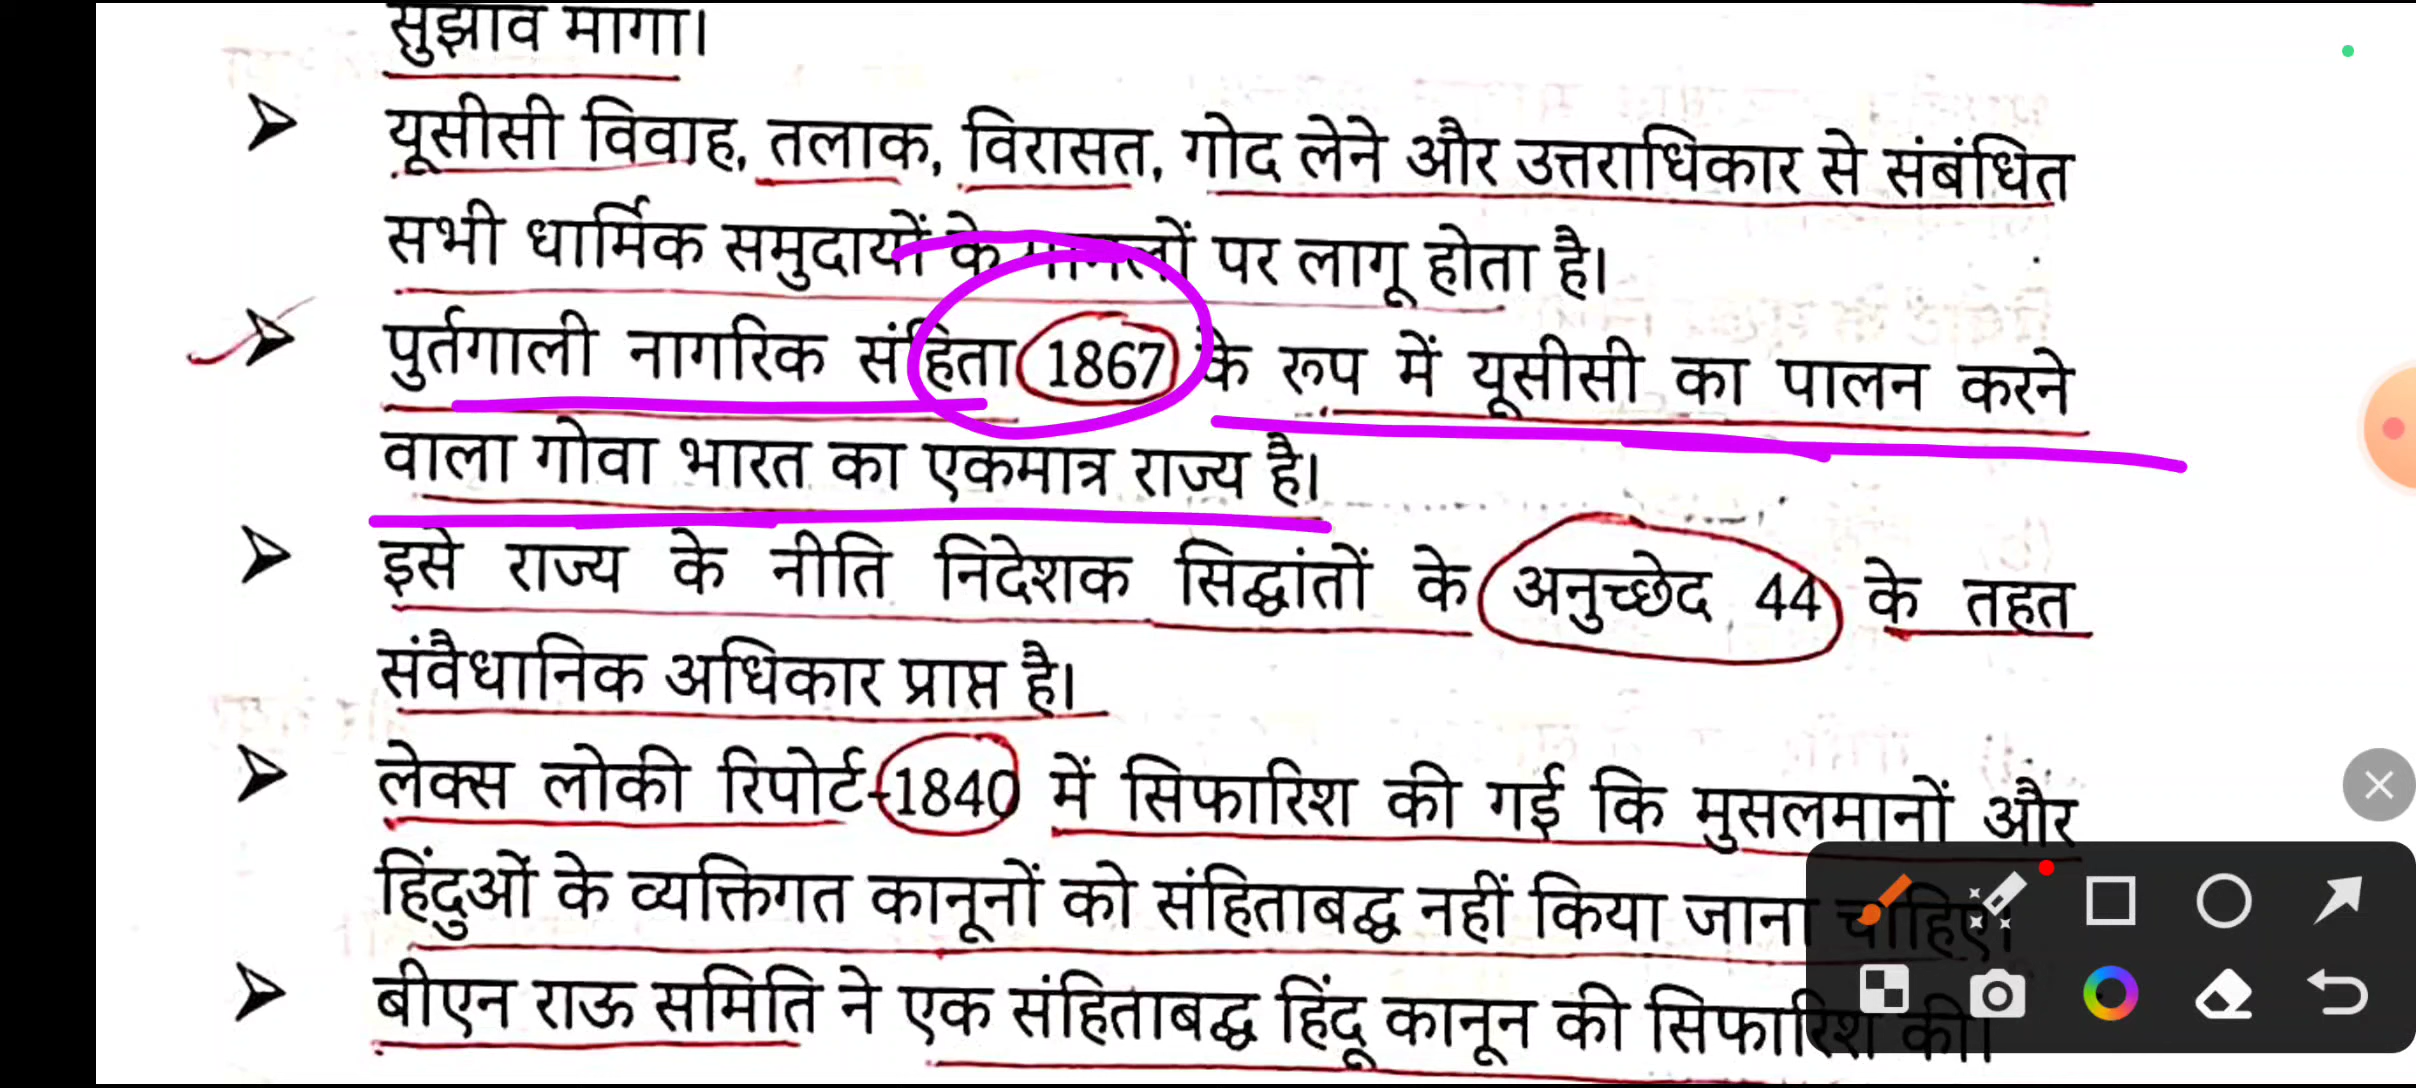 सुझाव मागा।
यूसीसी विवाह, तलाक, विरासत, गोद लेने और उत्तराधिकार से संबंधित
सभी धार्मिक समुदायों के मामलों पर लागू होता है।
पुर्तगाली नागरिक संहिता 1867 के रूप में यूसीसी का पालन करने
वाला गोवा भारत का एकमात्र राज्य है।
इसे राज्य के नीति निदेशक सिद्धांतों के अनुच्छेद 44 के तहत
संवैधानिक अधिकार प्राप्त है।
लेक्स लोकी रिपोर्ट-1840 में सिफारिश की गई कि मुसलमानों और
हिंदुओं के व्यक्तिगत कानूनों को संहिताबद्ध नहीं किया जाना चाहिए।
बीएन राऊ समिति ने एक संहिताबद्ध हिंदू कानून की सिफारिश की।